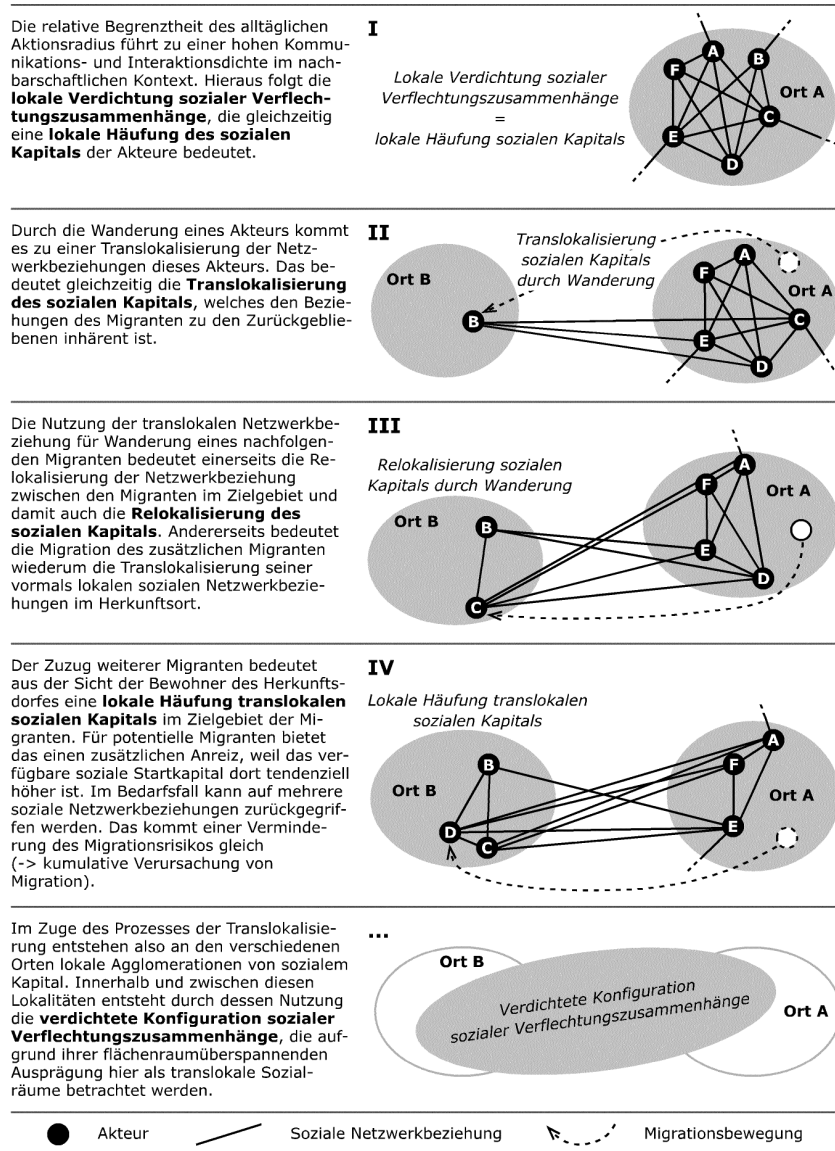 Die relative Begrenztheit des alltäglichen
Aktionsradius führt zu einer hohen Kommu-
nikations- und Interaktionsdichte im nach-
barschaftlichen Kontext. Hieraus folgt die
lokale Verdichtung sozialer Verflech-
tungszusammenhänge, die gleichzeitig
eine lokale Häufung des sozialen
Kapitals der Akteure bedeutet.
I
Lokale Verdichtung sozialer
Verflechtungszusammenhänge
=
lokale Häufung sozialen Kapitals
A
B
F
Ort A
C
E
D
Durch die Wanderung eines Akteurs kommt
es zu einer Translokalisierung der Netz-
werkbeziehungen dieses Akteurs. Das be-
deutet gleichzeitig die Translokalisierung
des sozialen Kapitals, welches den Bezie-
hungen des Migranten zu den Zurückgeblie-
benen inhärent ist.
II
Translokalisierung
sozialen Kapitals
durch Wanderung
Ort B
B
A
F
Ort A
C
E
D
Die Nutzung der translokalen Netzwerkbe-
ziehung für Wanderung eines nachfolgen-
den Migranten bedeutet einerseits die Re-
lokalisierung der Netzwerkbeziehung
zwischen den Migranten im Zielgebiet und
damit auch die Relokalisierung des
sozialen Kapitals. Andererseits bedeutet
die Migration des zusätzlichen Migranten
wiederum die Translokalisierung seiner
vormals lokalen sozialen Netzwerkbezie-
hungen im Herkunftsort.
III
Relokalisierung sozialen
Kapitals durch Wanderung
Ort B
B
C
A
F
Ort A
E
D
Der Zuzug weiterer Migranten bedeutet
aus der Sicht der Bewohner des Herkunfts-
dorfes eine lokale Häufung translokalen
sozialen Kapitals im Zielgebiet der Mi-
granten. Für potentielle Migranten bietet
das einen zusätzlichen Anreiz, weil das ver-
fügbare soziale Startkapital dort tendenziell
höher ist. Im Bedarfsfall kann auf mehrere
soziale Netzwerkbeziehungen zurückgegrif-
fen werden. Das kommt einer Verminde-
rung des Migrationsrisikos gleich
(-> kumulative Verursachung von
Migration).
IV
Lokale Häufung translokalen
sozialen Kapitals
Ort B
B
D
C
A
F
Ort A
E
Im Zuge des Prozesses der Translokalisie-
rung entstehen also an den verschiedenen
Orten lokale Agglomerationen von sozialem
Kapital. Innerhalb und zwischen diesen
Lokalitäten entsteht durch dessen Nutzung
die verdichtete Konfiguration sozialer
Verflechtungszusammenhänge, die auf-
grund ihrer flächenraumüberspannenden
Ausprägung hier als translokale Sozial-
räume betrachtet werden.
...
Ort B
Verdichtete Konfiguration
sozialer Verflechtungszusammenhänge
Ort A
Akteur
Soziale Netzwerkbeziehung
Migrationsbewegung